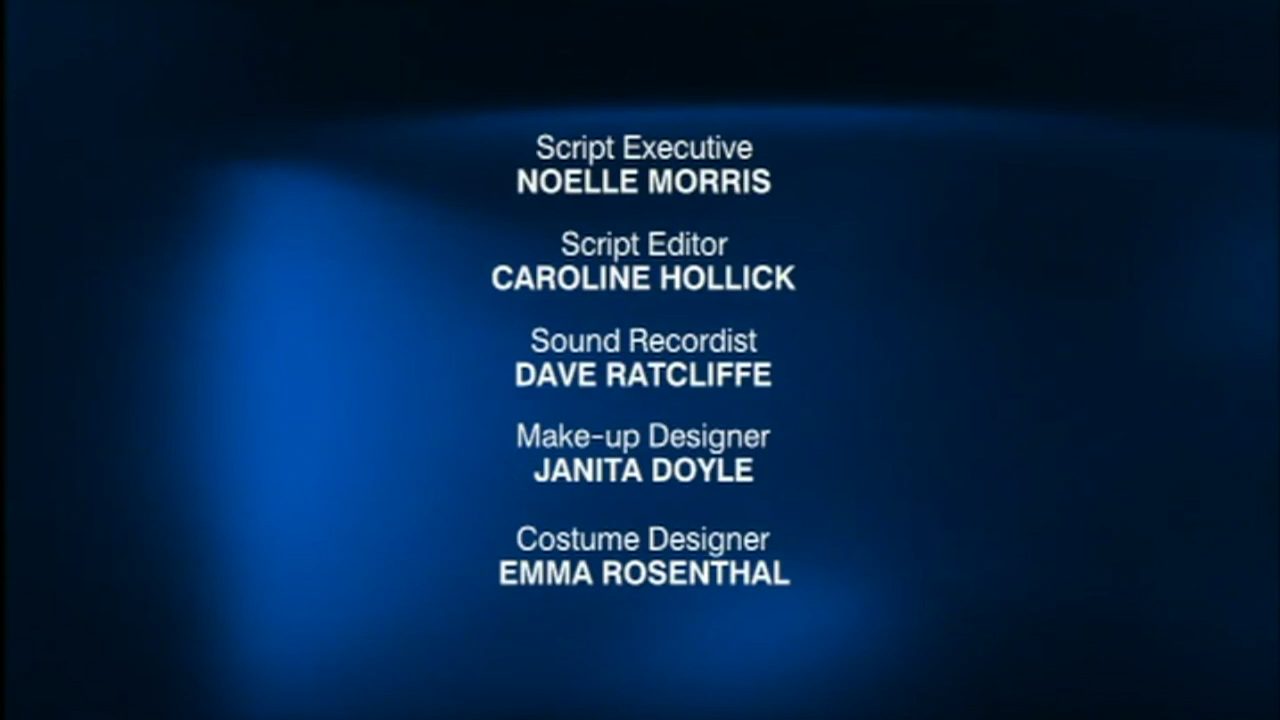 Script Executive
NOELLE MORRIS
Script Editor
CAROLINE HOLLICK
Sound Recordist
DAVE RATCLIFFE
Make-up Designer
JANITA DOYLE
Costume Designer
EMMA ROSENTHAL